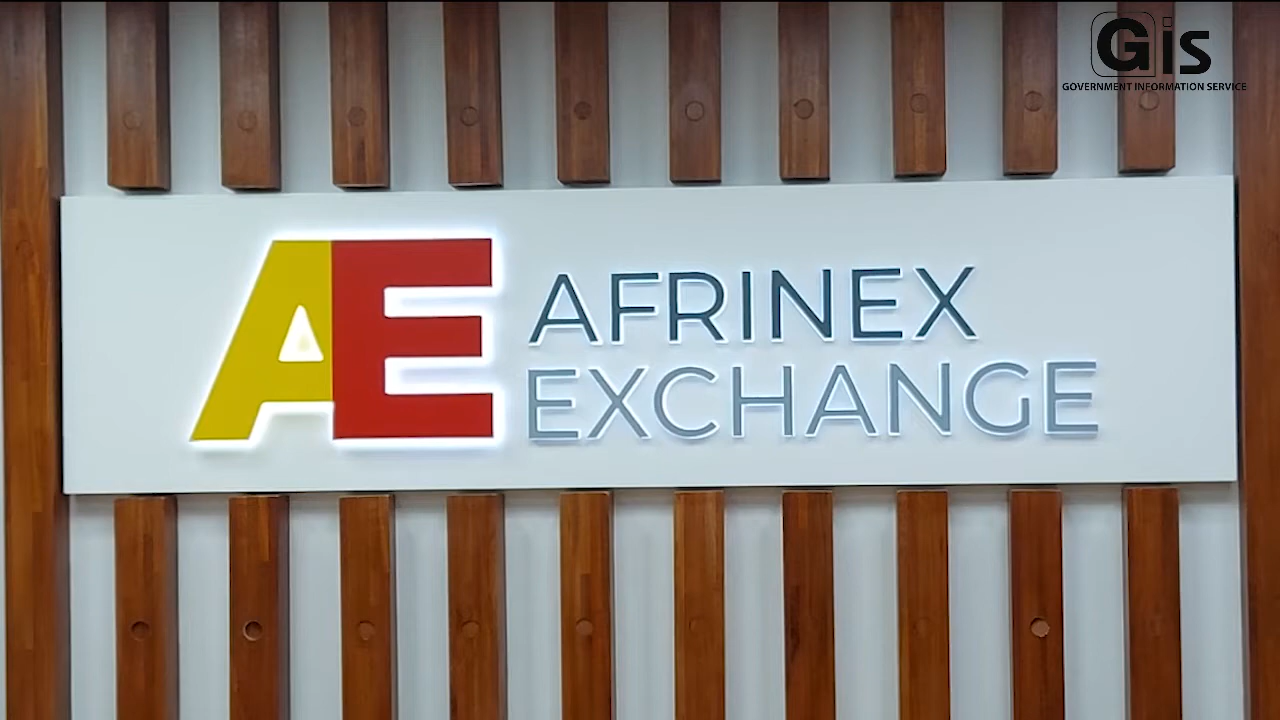 Gis
GOVERNMENT INFORMATION SERVICE
AE
AFRINEX
EXCHANGE